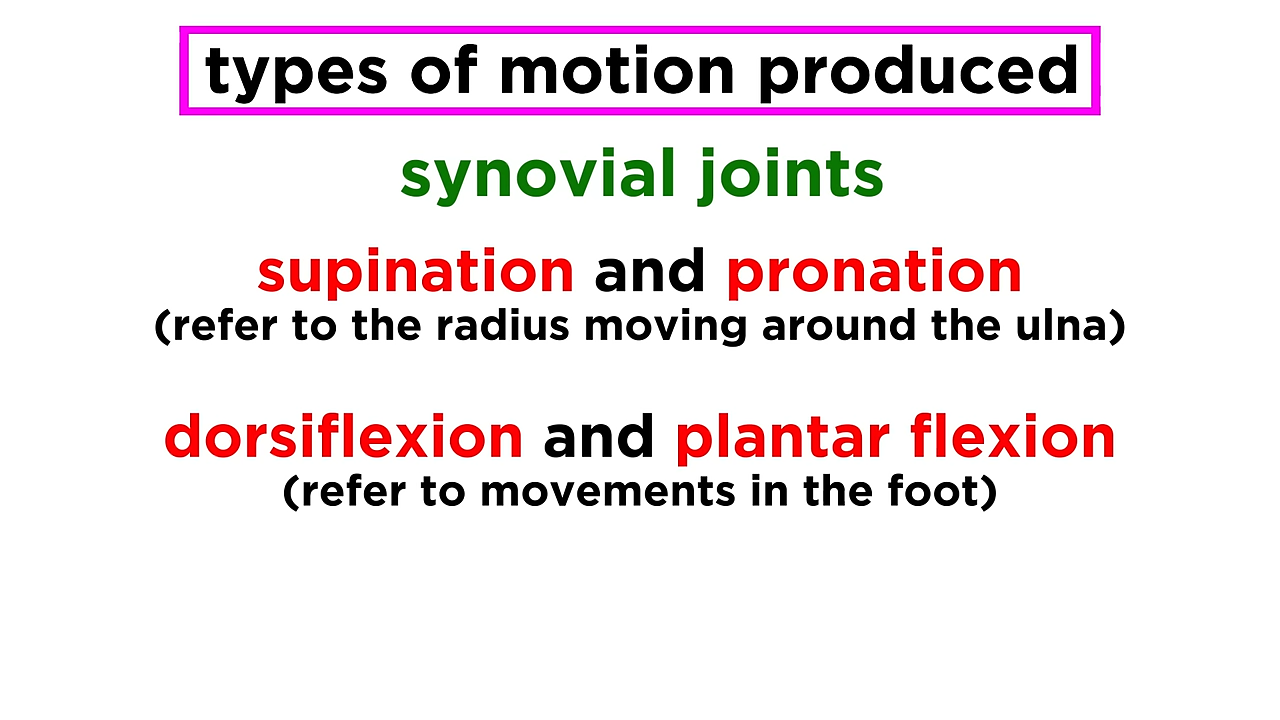 types of motion produced
synovial joints
supination and pronation
(refer to the radius moving around the ulna)
dorsiflexion and plantar flexion
(refer to movements in the foot)